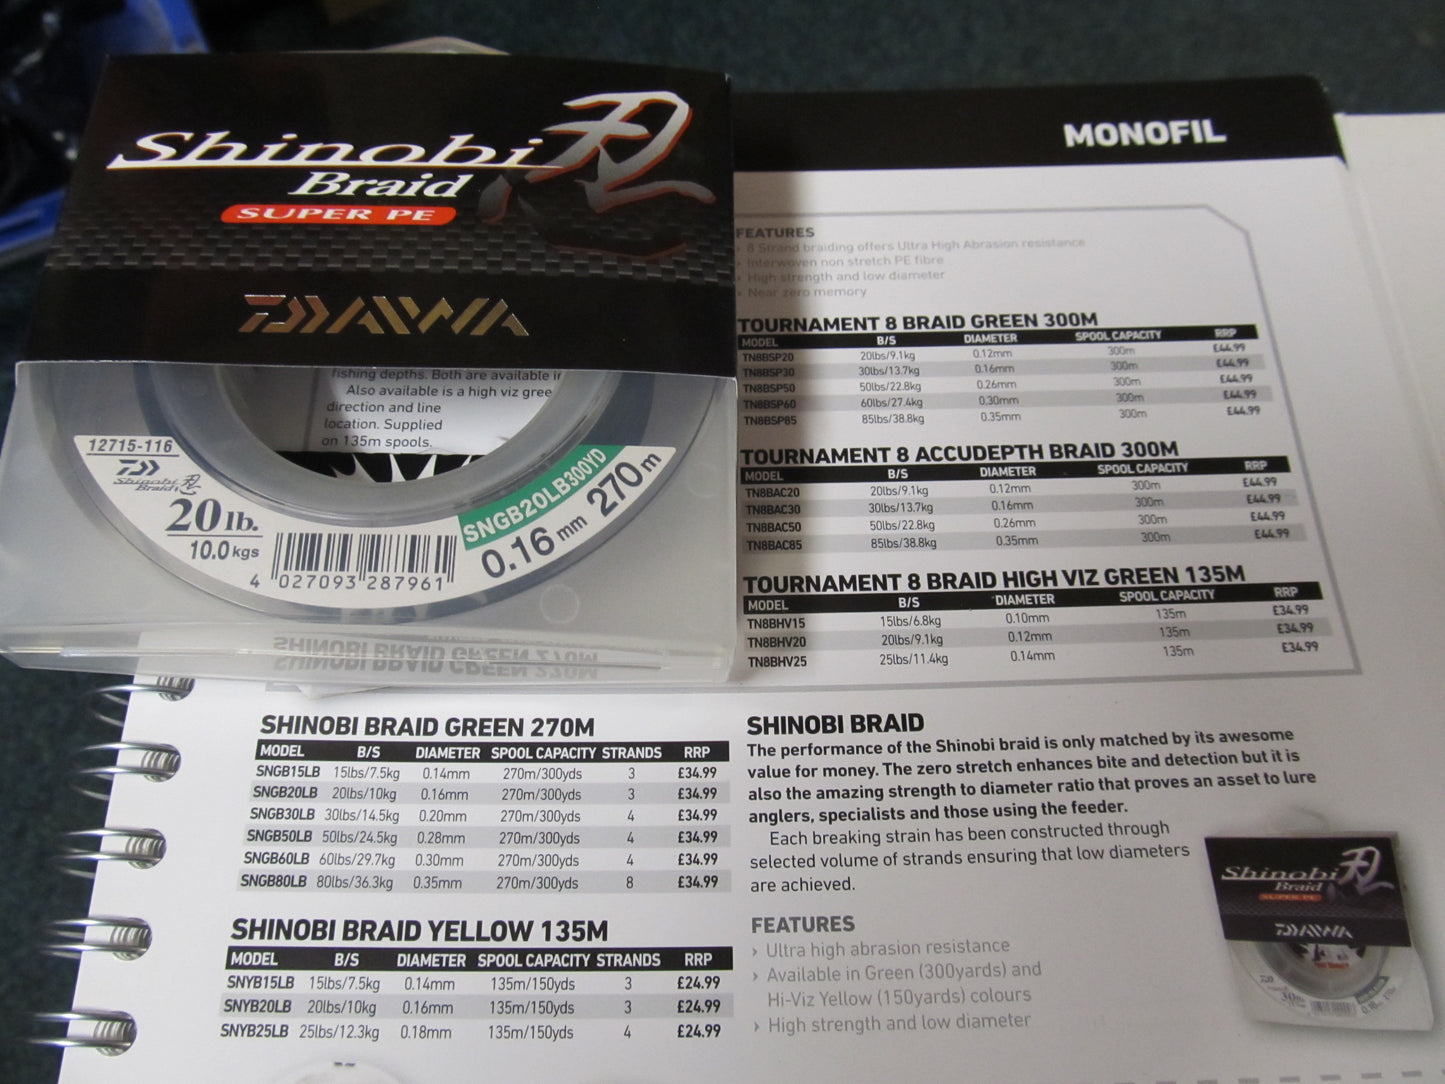 Shinobi 忍
Braid
SUPER PE
DAIWA
fishing depths. Both are available in
Also available is a high viz gree
direction and line
location. Supplied
on 135m spools.
12715-116
Shinobi Braid 忍
20 lb.
10.0 kgs
4 027093 287961
SNGB20LB300YD
0.16 mm 270 m
SHINOBI BRAID GREEN 270M
MONOFIL
FEATURES
› 8 Strand braiding offers Ultra High Abrasion resistance
› Interwoven non stretch PE fibre
› High strength and low diameter
› Near zero memory
TOURNAMENT 8 BRAID GREEN 300M
MODEL B/S DIAMETER SPOOL CAPACITY RRP
TN8BSP20 20lbs/9.1kg 0.12mm 300m £44.99
TN8BSP30 30lbs/13.7kg 0.16mm 300m £44.99
TN8BSP50 50lbs/22.8kg 0.26mm 300m £44.99
TN8BSP60 60lbs/27.4kg 0.30mm 300m £44.99
TN8BSP85 85lbs/38.8kg 0.35mm 300m £44.99
TOURNAMENT 8 ACCUDEPTH BRAID 300M
MODEL B/S DIAMETER SPOOL CAPACITY RRP
TN8BAC20 20lbs/9.1kg 0.12mm 300m £44.99
TN8BAC30 30lbs/13.7kg 0.16mm 300m £44.99
TN8BAC50 50lbs/22.8kg 0.26mm 300m £44.99
TN8BAC85 85lbs/38.8kg 0.35mm 300m £44.99
TOURNAMENT 8 BRAID HIGH VIZ GREEN 135M
MODEL B/S DIAMETER SPOOL CAPACITY RRP
TN8BHV15 15lbs/6.8kg 0.10mm 135m £34.99
TN8BHV20 20lbs/9.1kg 0.12mm 135m £34.99
TN8BHV25 25lbs/11.4kg 0.14mm 135m £34.99
SHINOBI BRAID GREEN 270M
MODEL B/S DIAMETER SPOOL CAPACITY STRANDS RRP
SNGB15LB 15lbs/7.5kg 0.14mm 270m/300yds 3 £34.99
SNGB20LB 20lbs/10kg 0.16mm 270m/300yds 3 £34.99
SNGB30LB 30lbs/14.5kg 0.20mm 270m/300yds 4 £34.99
SNGB50LB 50lbs/24.5kg 0.28mm 270m/300yds 4 £34.99
SNGB60LB 60lbs/29.7kg 0.30mm 270m/300yds 4 £34.99
SNGB80LB 80lbs/36.3kg 0.35mm 270m/300yds 8 £34.99
SHINOBI BRAID YELLOW 135M
MODEL B/S DIAMETER SPOOL CAPACITY STRANDS RRP
SNYB15LB 15lbs/7.5kg 0.14mm 135m/150yds 3 £24.99
SNYB20LB 20lbs/10kg 0.16mm 135m/150yds 3 £24.99
SNYB25LB 25lbs/12.3kg 0.18mm 135m/150yds 4 £24.99
SHINOBI BRAID
The performance of the Shinobi braid is only matched by its awesome
value for money. The zero stretch enhances bite and detection but it is
also the amazing strength to diameter ratio that proves an asset to lure
anglers, specialists and those using the feeder.
Each breaking strain has been constructed through
selected volume of strands ensuring that low diameters
are achieved.
FEATURES
› Ultra high abrasion resistance
› Available in Green (300yards) and
Hi-Viz Yellow (150yards) colours
› High strength and low diameter
Shinobi 忍
Braid
SUPER PE
DAIWA
30 lb.